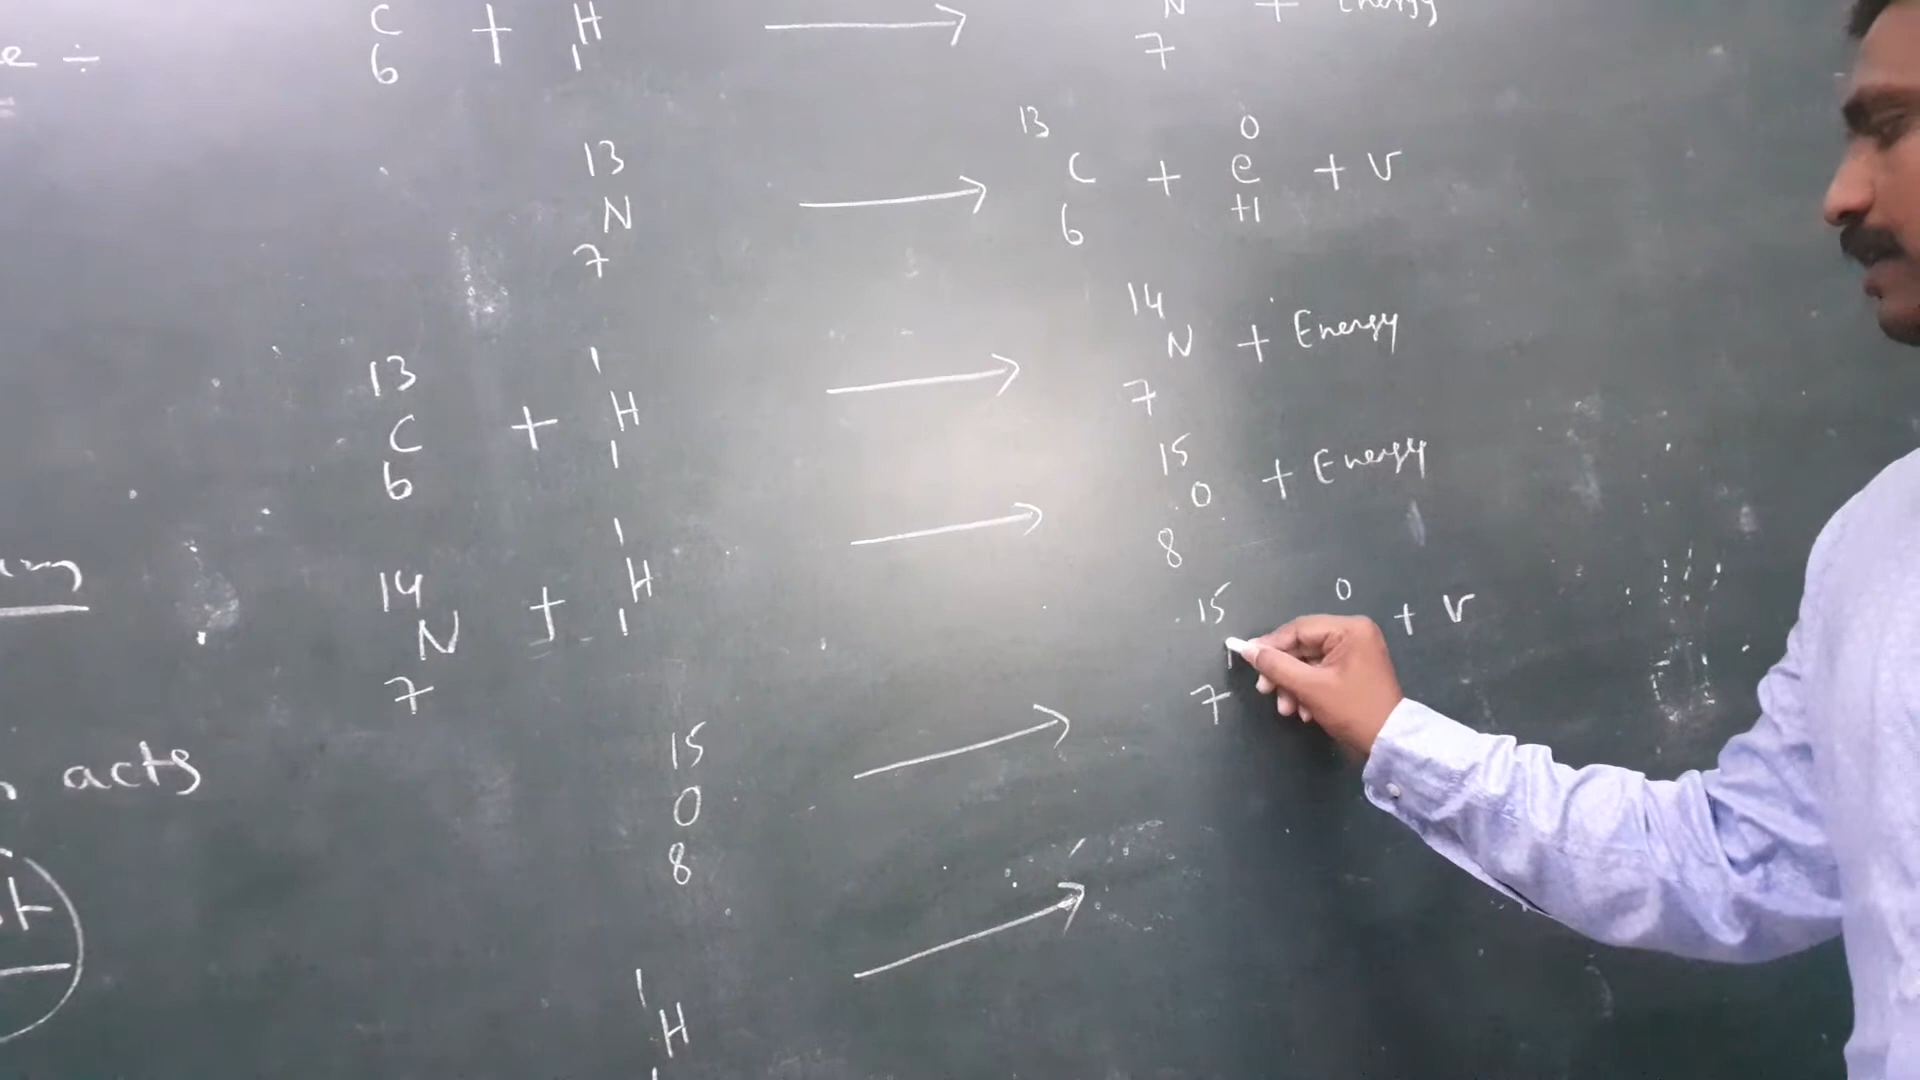 e ÷
C + H ⟶ N + Energy
6 1 7
13 13 0
N ⟶ C + e + ν
7 6 +1
13 1 14
C + H ⟶ N + Energy
6 1 7
14 1 15
N + H ⟶ O + Energy
7 1 8
15 15 0
O ⟶ + ν
8 7
acts
1
H ⟶
1